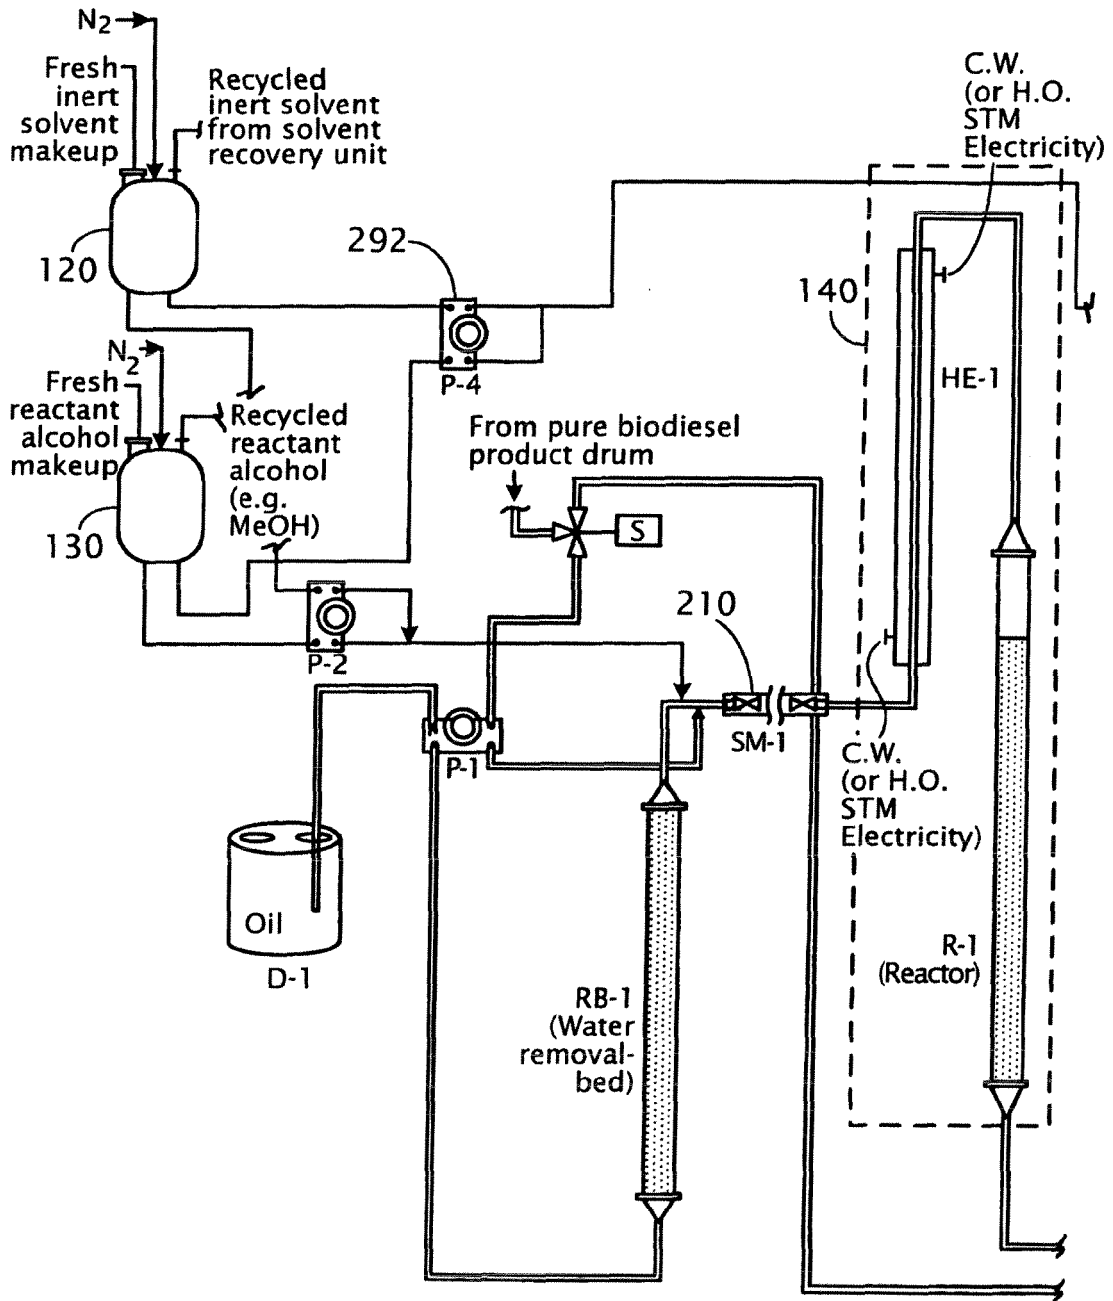 N2
Fresh
inert
solvent
makeup
Recycled
inert solvent
from solvent
recovery unit
120
292
P-4
N2
Fresh
reactant
alcohol
makeup
Recycled
reactant
alcohol
(e.g.
MeOH)
130
P-2
From pure biodiesel
product drum
S
210
SM-1
P-1
Oil
D-1
RB-1
(Water
removal-
bed)
C.W.
(or H.O.
STM
Electricity)
140
HE-1
C.W.
(or H.O.
STM
Electricity)
R-1
(Reactor)